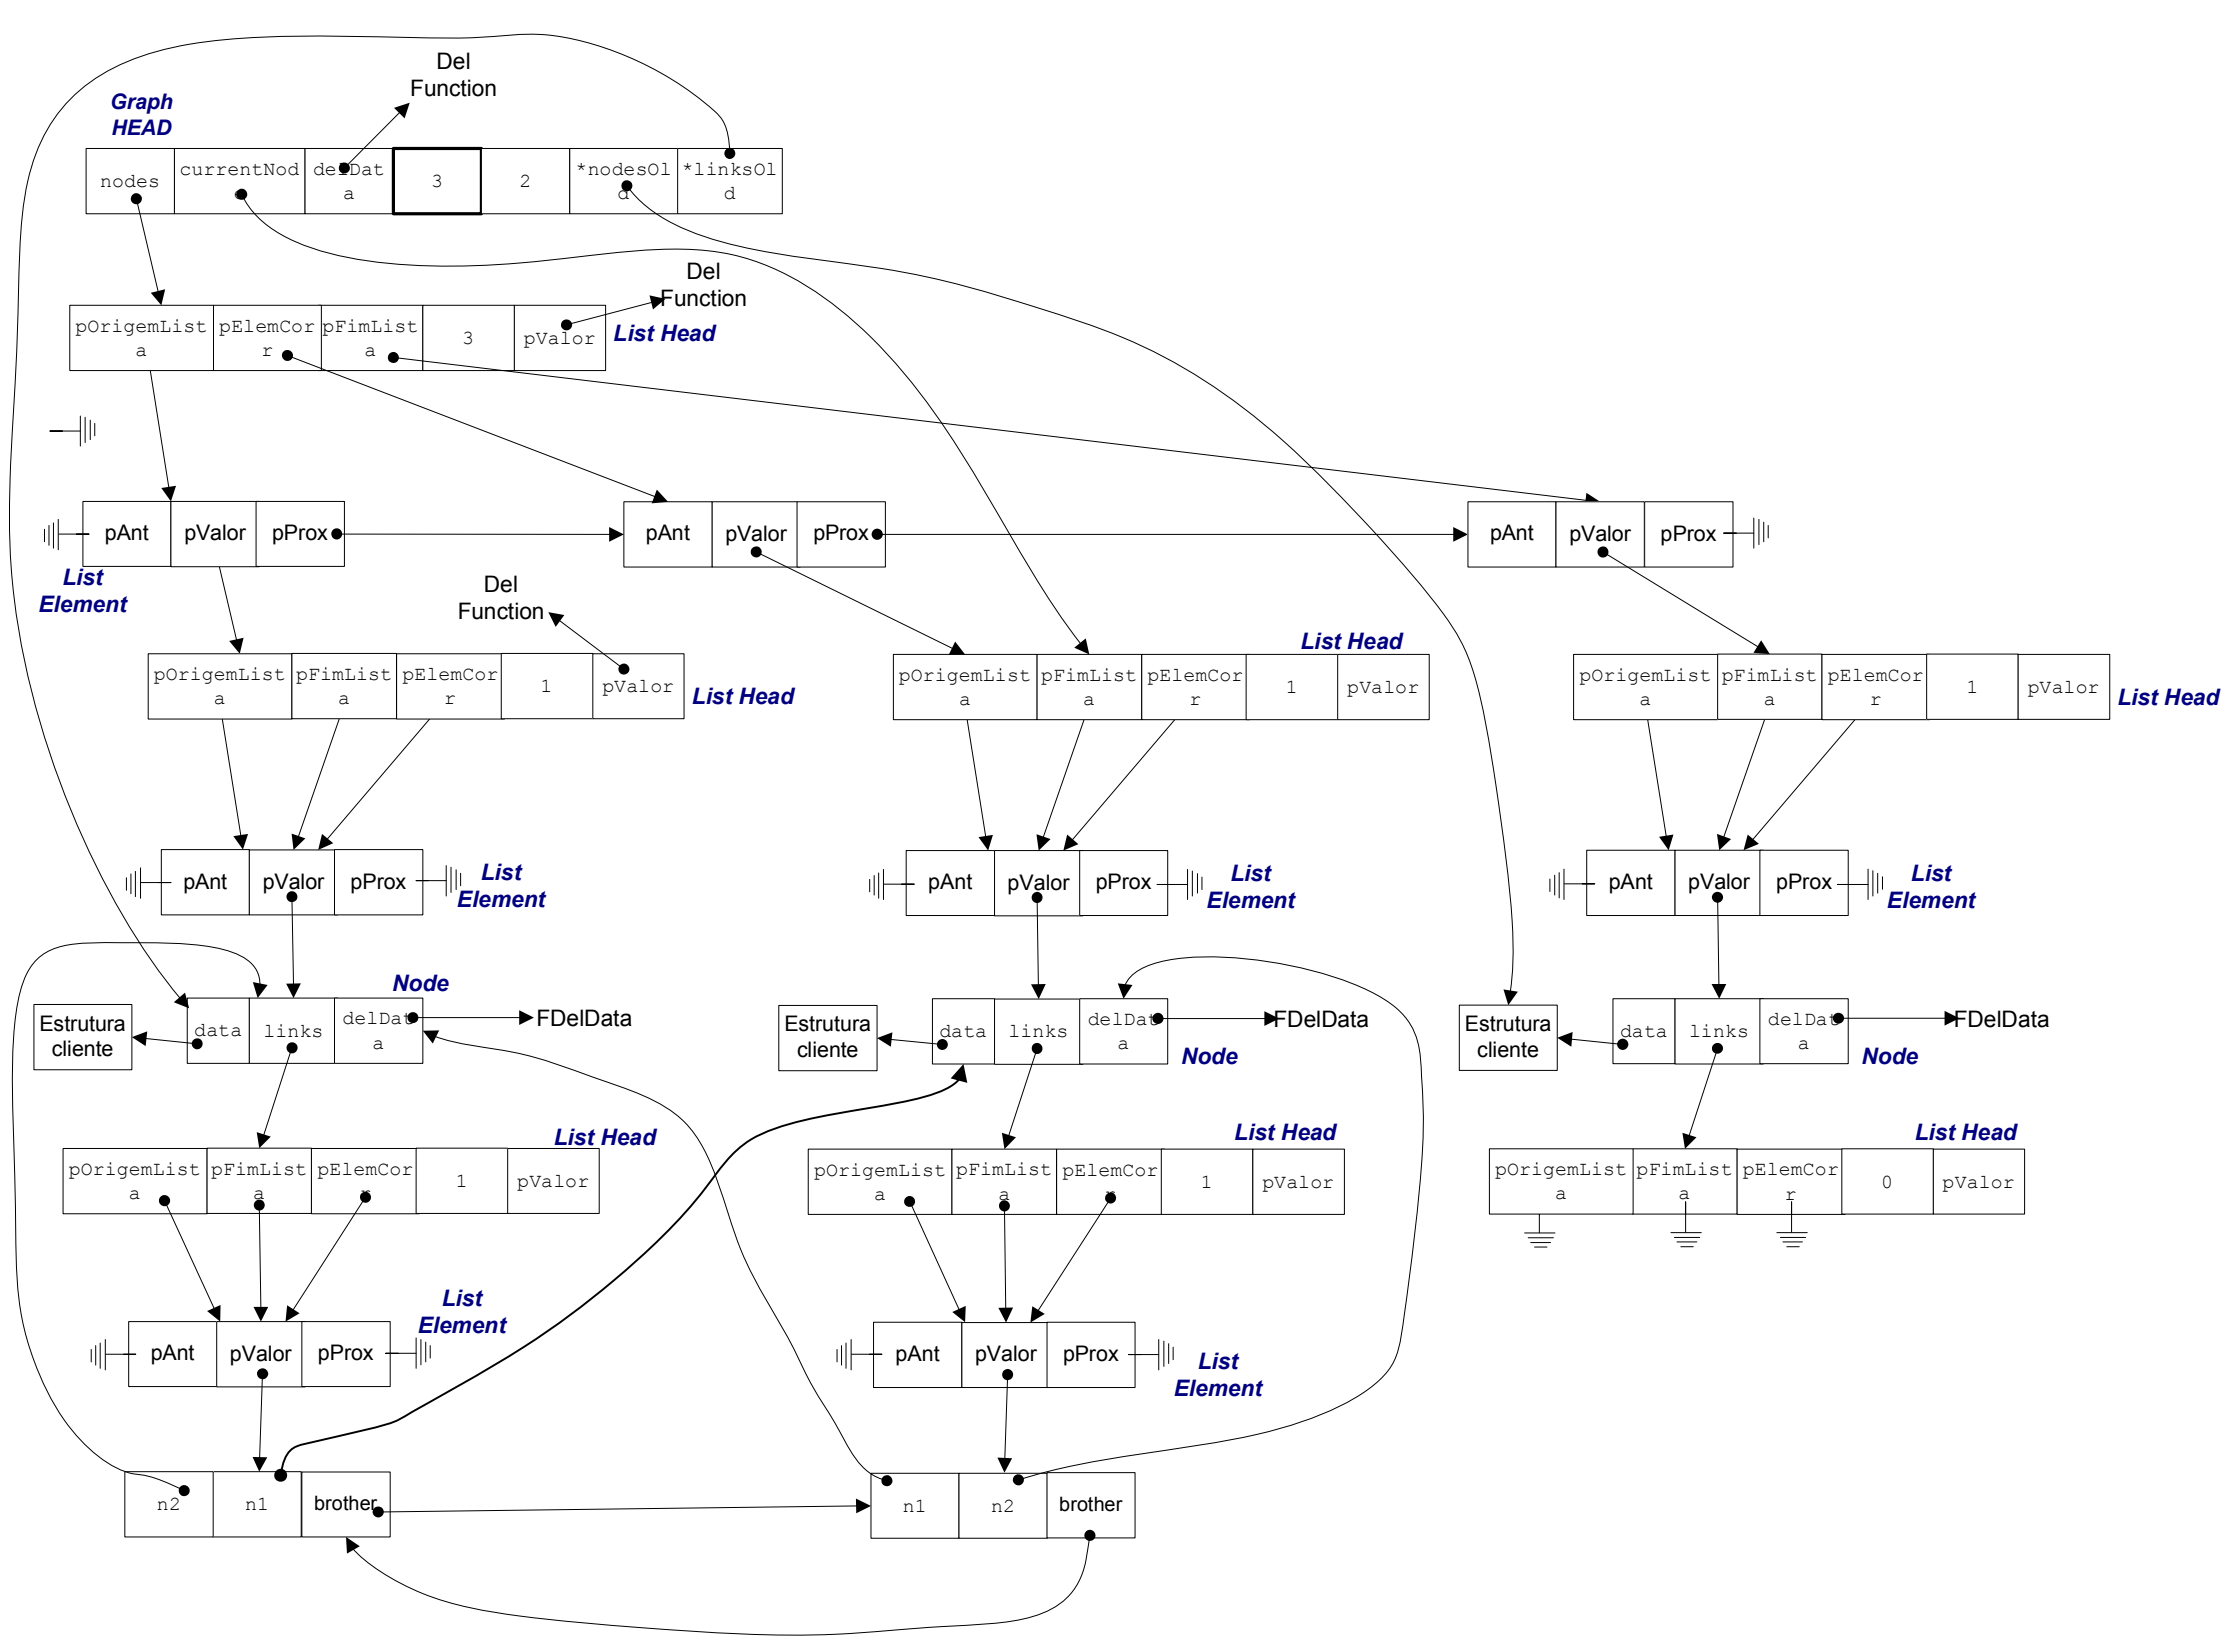 Del
Function
Graph
HEAD
nodes
currentNod
e
delDat
a
3
2
*nodesOl
d
*linksOl
d
Del
Function
pOrigemList
a
pElemCor
r
pFimList
a
3
pValor
List Head
pAnt
pValor
pProx
pAnt
pValor
pProx
pAnt
pValor
pProx
List
Element
Del
Function
List Head
pOrigemList
a
pFimList
a
pElemCor
r
1
pValor
List Head
pOrigemList
a
pFimList
a
pElemCor
r
1
pValor
pOrigemList
a
pFimList
a
pElemCor
r
1
pValor
List Head
pAnt
pValor
pProx
List
Element
pAnt
pValor
pProx
List
Element
pAnt
pValor
pProx
List
Element
Node
Estrutura
cliente
data
links
delDat
a
FDelData
Estrutura
cliente
data
links
delDat
a
FDelData
Node
Estrutura
cliente
data
links
delDat
a
FDelData
Node
List Head
pOrigemList
a
pFimList
a
pElemCor
r
1
pValor
List Head
pOrigemList
a
pFimList
a
pElemCor
r
1
pValor
List Head
pOrigemList
a
pFimList
a
pElemCor
r
0
pValor
List
Element
pAnt
pValor
pProx
pAnt
pValor
pProx
List
Element
n2
n1
brother
n1
n2
brother